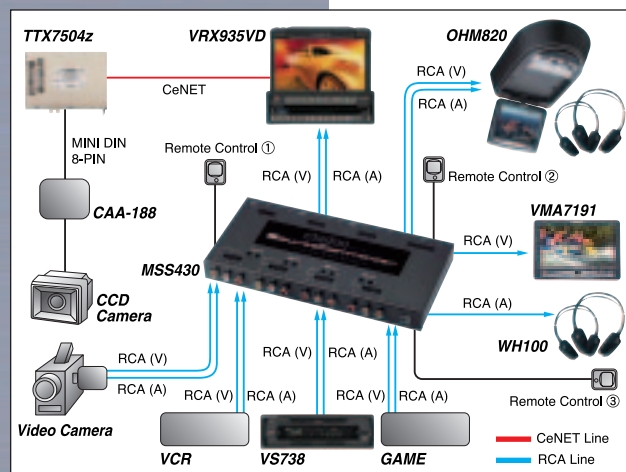 TTX7504z
VRX935VD
OHM820
CeNET
RCA (V)
RCA (A)
MINI DIN
8-PIN
Remote Control ①
RCA (V)
RCA (A)
Remote Control ②
CAA-188
VMA7191
RCA (V)
MSS430
CCD
Camera
RCA (A)
WH100
RCA (V)
RCA (A)
RCA (V)
RCA (A)
RCA (V)
RCA (A)
RCA (V)
RCA (A)
Remote Control ③
Video Camera
VCR
VS738
GAME
CeNET Line
RCA Line